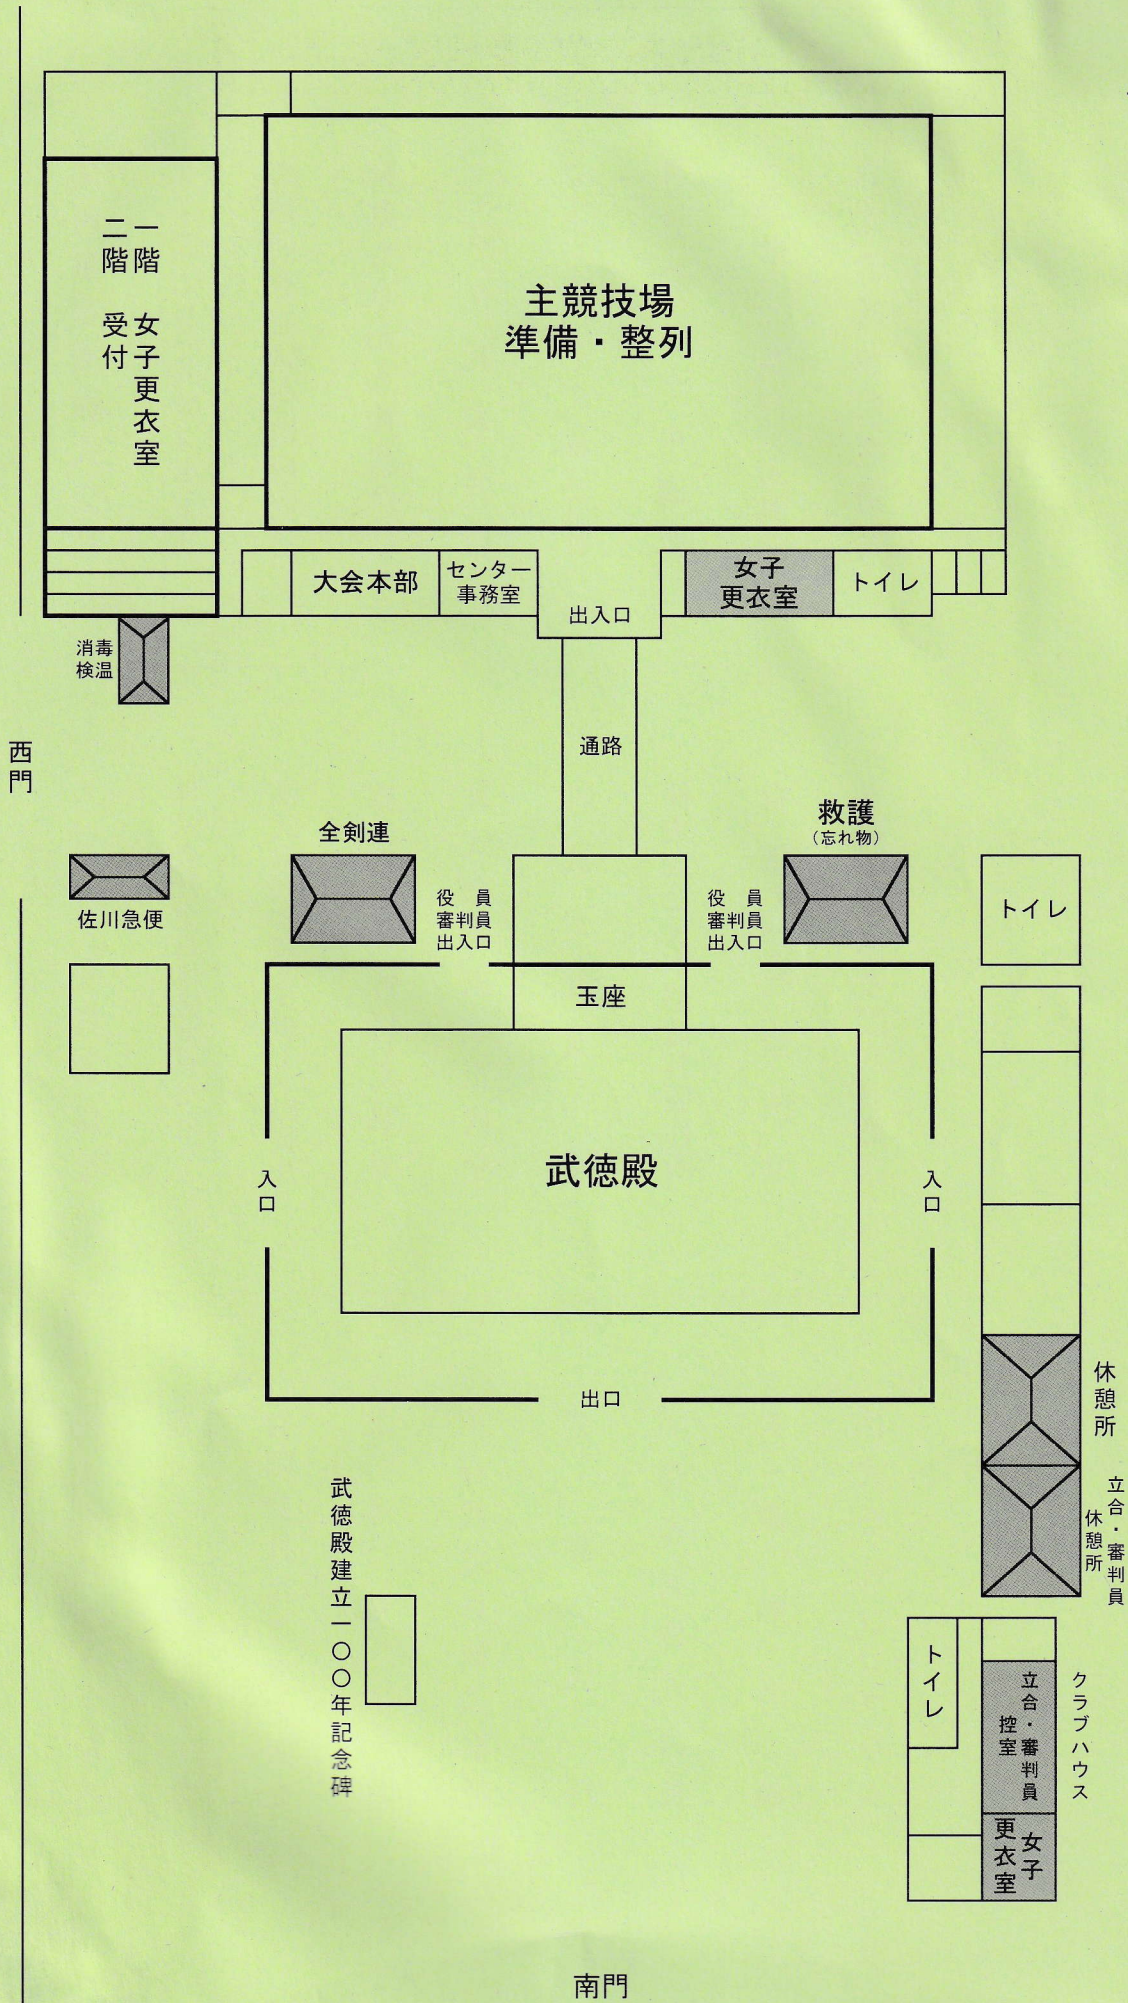 一階　女子更衣室
二階　受付
主競技場
準備・整列
大会本部
センター
事務室
出入口
女子
更衣室
トイレ
消毒
検温
通路
西門
全剣連
救護
(忘れ物)
佐川急便
役　員
審判員
出入口
役　員
審判員
出入口
トイレ
玉座
武徳殿
入口
入口
出口
休憩所
立合・審判員
休憩所
武徳殿建立一〇〇年記念碑
トイレ
立合・審判員
控室
クラブハウス
女子
更衣室
南門